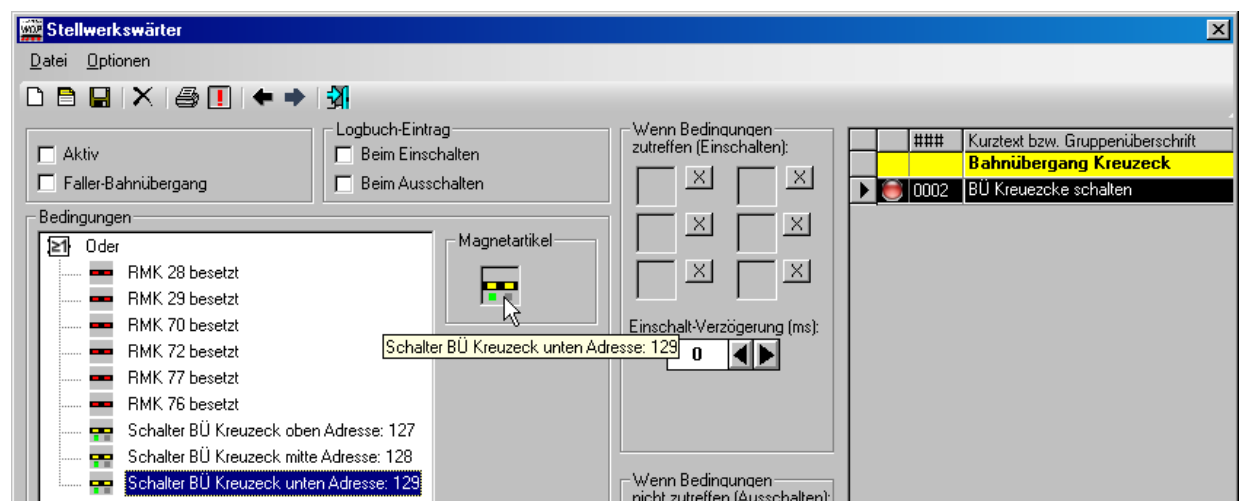 Stellwerkswärter
Datei Optionen
Aktiv
Faller-Bahnübergang
Logbuch-Eintrag
Beim Einschalten
Beim Ausschalten
Bedingungen
≥1 Oder
RMK 28 besetzt
RMK 29 besetzt
RMK 70 besetzt
RMK 72 besetzt
RMK 77 besetzt
RMK 76 besetzt
Schalter BÜ Kreuzeck oben Adresse: 127
Schalter BÜ Kreuzeck mitte Adresse: 128
Schalter BÜ Kreuzeck unten Adresse: 129
Magnetartikel
Schalter BÜ Kreuzeck unten Adresse: 129
Wenn Bedingungen
zutreffen (Einschalten):
X X
X X
X X
Einschalt-Verzögerung (ms):
0
Wenn Bedingungen
nicht zutreffen (Ausschalten):
### Kurztext bzw. Gruppenüberschrift
Bahnübergang Kreuzeck
0002 BÜ Kreuezcke schalten